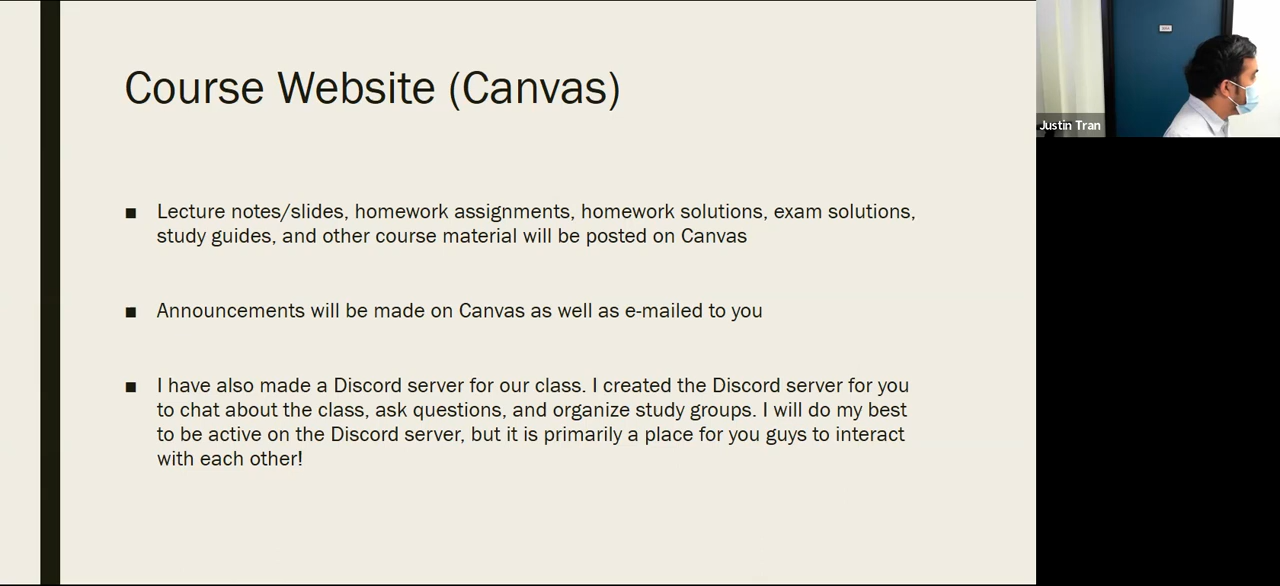 Course Website (Canvas)
■ Lecture notes/slides, homework assignments, homework solutions, exam solutions,
study guides, and other course material will be posted on Canvas
■ Announcements will be made on Canvas as well as e-mailed to you
■ I have also made a Discord server for our class. I created the Discord server for you
to chat about the class, ask questions, and organize study groups. I will do my best
to be active on the Discord server, but it is primarily a place for you guys to interact
with each other!
Justin Tran